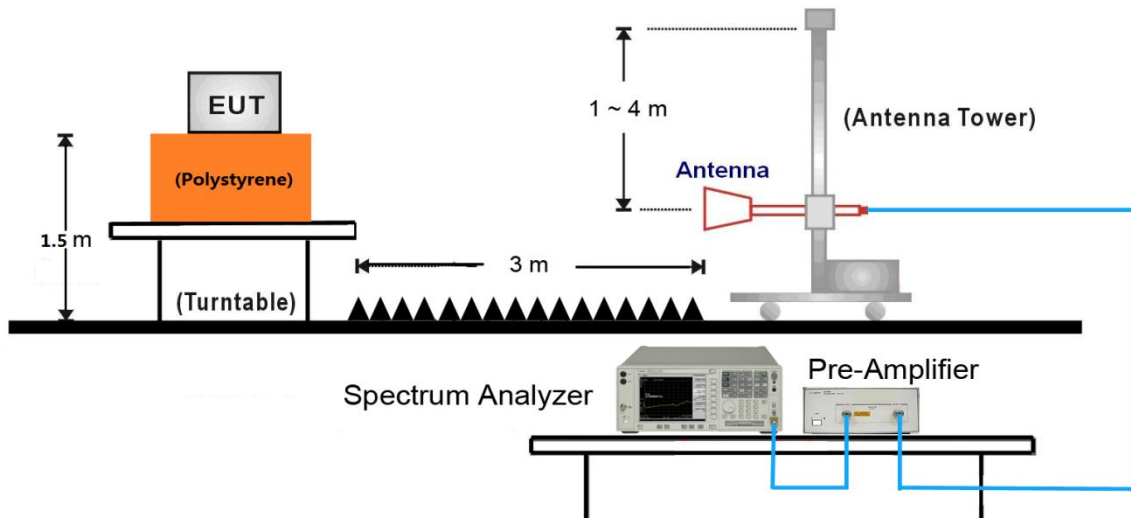 EUT
(Polystyrene)
1.5 m
(Turntable)
3 m
1 ~ 4 m
(Antenna Tower)
Antenna
Spectrum Analyzer
Pre-Amplifier